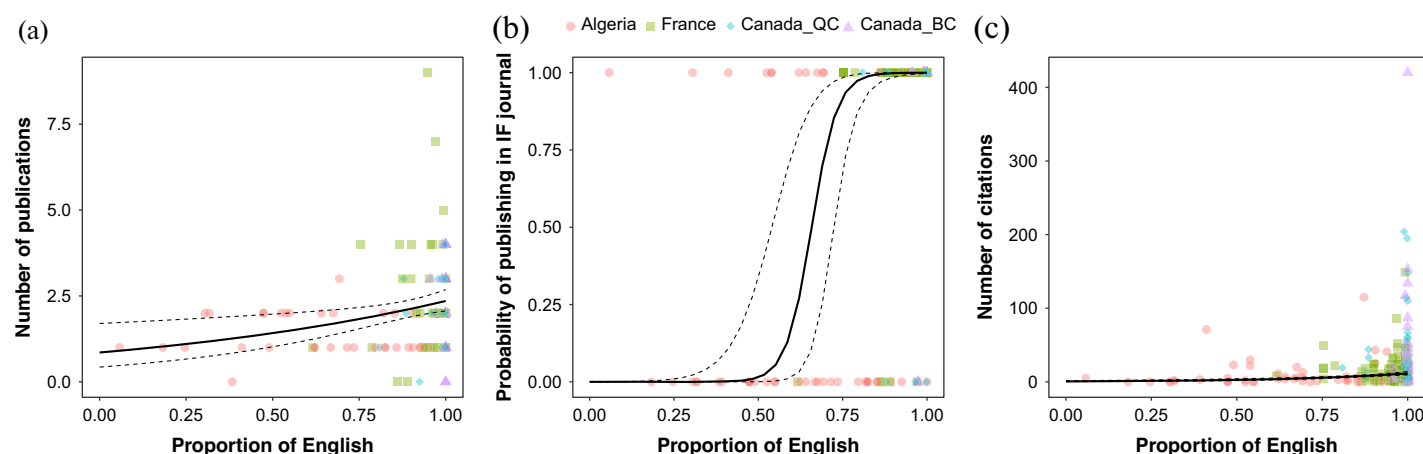 (a)
(b)
Algeria France Canada_QC Canada_BC
(c)
Number of publications
7.5
5.0
2.5
0.0
0.00 0.25 0.50 0.75 1.00
Proportion of English
Probability of publishing in IF journal
1.00
0.75
0.50
0.25
0.00
0.00 0.25 0.50 0.75 1.00
Proportion of English
Number of citations
400
300
200
100
0
0.00 0.25 0.50 0.75 1.00
Proportion of English